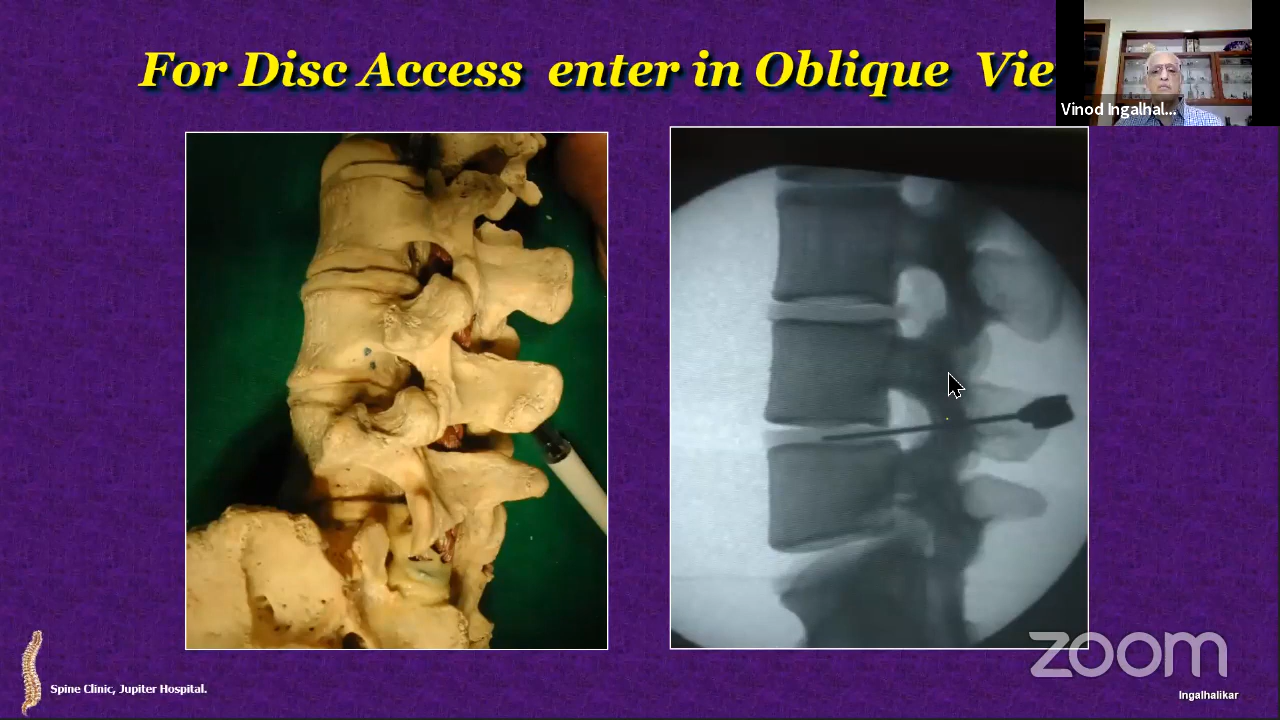 For Disc Access enter in Oblique Vie
Vinod Ingalhal...
Spine Clinic, Jupiter Hospital.
zoom
Ingalhalikar